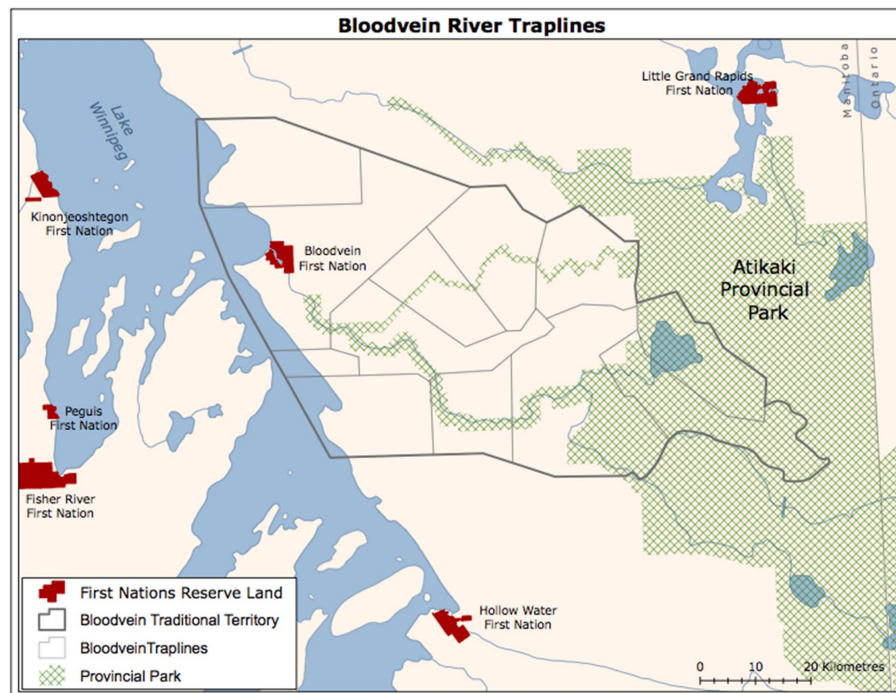 Bloodvein River Traplines
Little Grand Rapids
First Nation
Manitoba
Ontario
Lake
Winnipeg
Kinonjeoshtegon
First Nation
Bloodvein
First Nation
Atikaki
Provincial
Park
Peguis
First Nation
Fisher River
First Nation
Hollow Water
First Nation
First Nations Reserve Land
Bloodvein Traditional Territory
BloodveinTraplines
Provincial Park
0 10 20 Kilometres